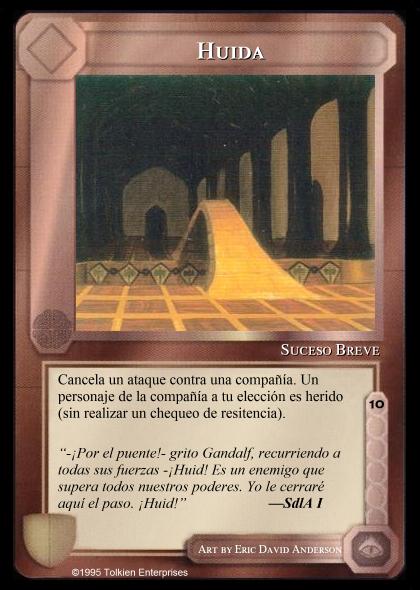 HUIDA
SUCESO BREVE
Cancela un ataque contra una compañía. Un
personaje de la compañía a tu elección es herido
(sin realizar un chequeo de resitencia).
10
“-¡Por el puente!- grito Gandalf, recurriendo a
todas sus fuerzas -¡Huid! Es un enemigo que
supera todos nuestros poderes. Yo le cerraré
aquí el paso. ¡Huid!” —SdlA I
ART BY ERIC DAVID ANDERSON
©1995 Tolkien Enterprises